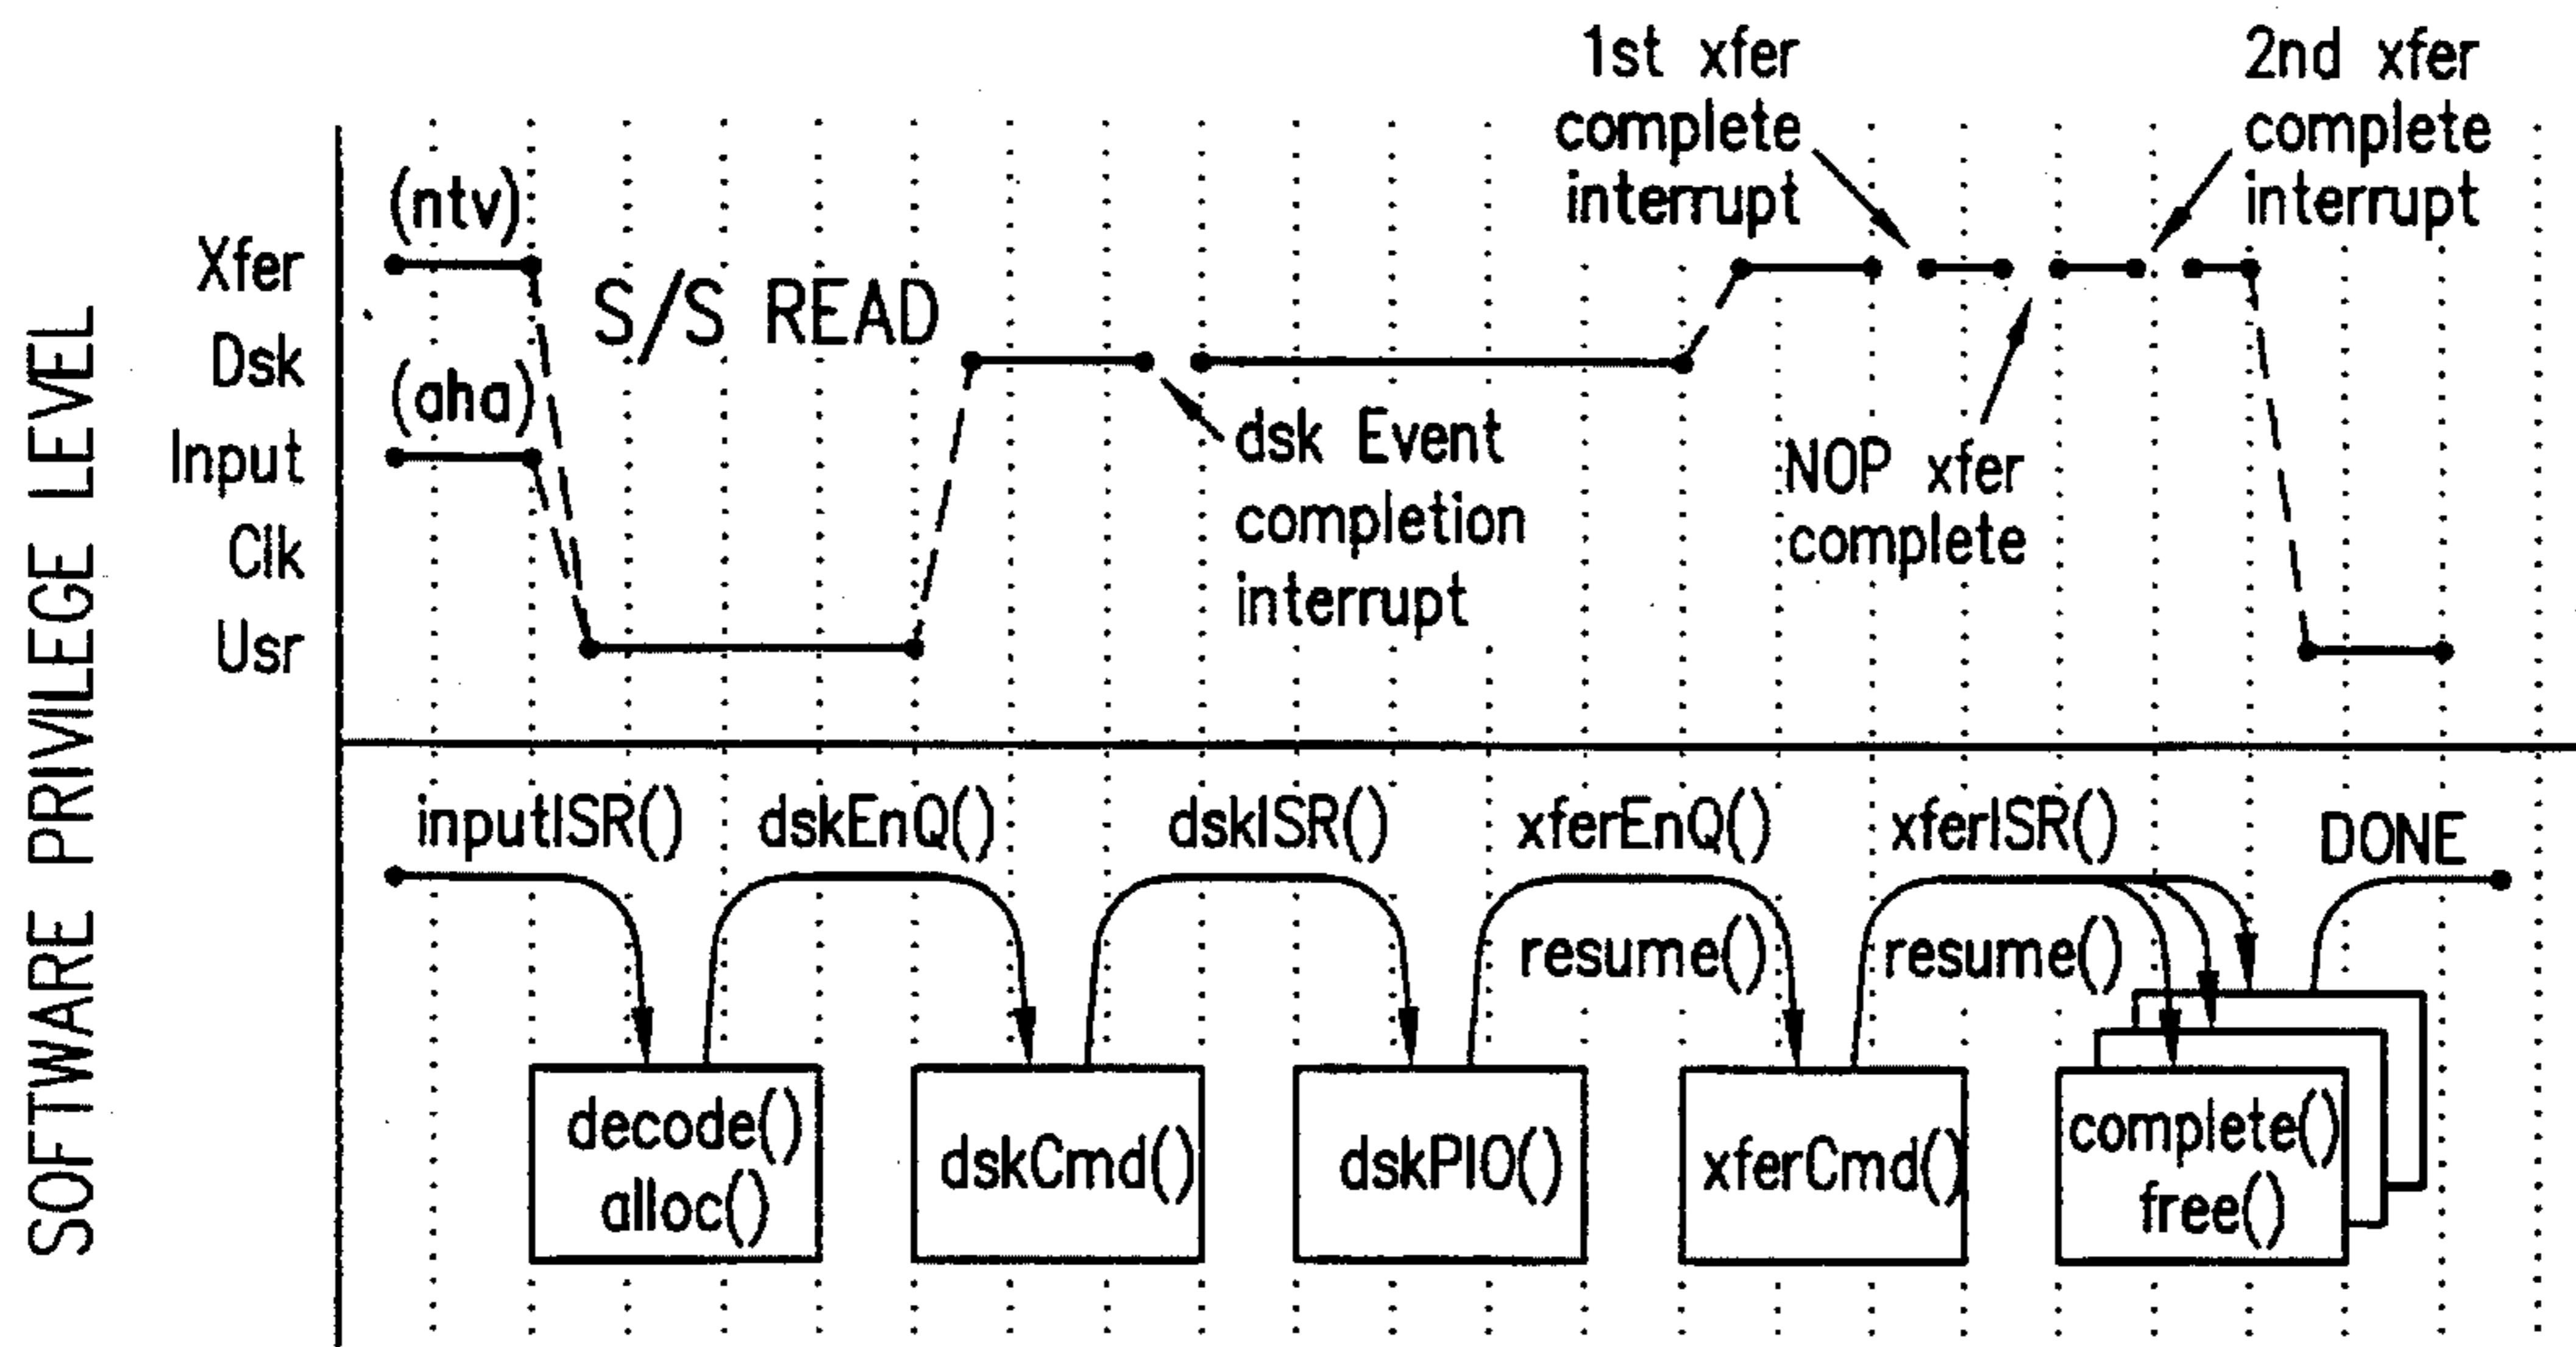 SOFTWARE PRIVILEGE LEVEL
Xfer
Dsk
Input
Clk
Usr
(ntv)
(aha)
S/S READ
dsk Event
completion
interrupt
1st xfer
complete
interrupt
NOP xfer
complete
2nd xfer
complete
interrupt
inputISR()
dskEnQ()
dskISR()
xferEnQ()
resume()
xferISR()
resume()
DONE
decode()
alloc()
dskCmd()
dskPIO()
xferCmd()
complete()
free()